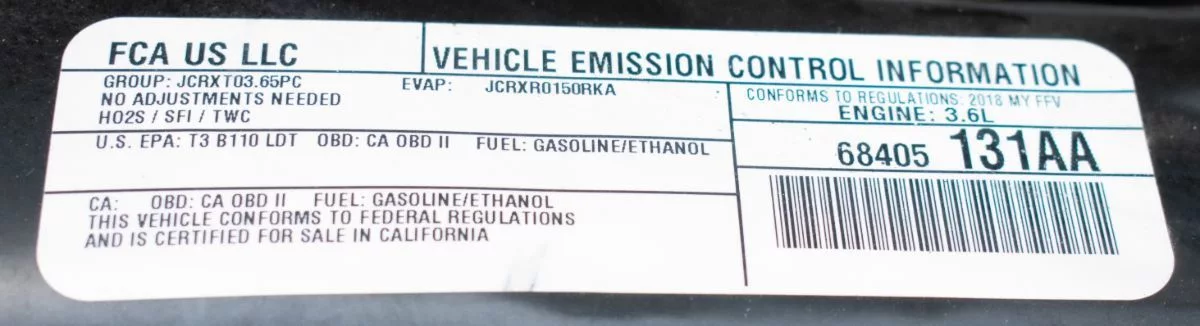 FCA US LLC
VEHICLE EMISSION CONTROL INFORMATION
GROUP: JCRXT03.65PC EVAP: JCRXR0150RKA
NO ADJUSTMENTS NEEDED
HO2S / SFI / TWC
CONFORMS TO REGULATIONS: 2018 MY FFV
ENGINE: 3.6L
U.S. EPA: T3 B110 LDT OBD: CA OBD II FUEL: GASOLINE/ETHANOL
68405 131AA
CA: OBD: CA OBD II FUEL: GASOLINE/ETHANOL
THIS VEHICLE CONFORMS TO FEDERAL REGULATIONS
AND IS CERTIFIED FOR SALE IN CALIFORNIA